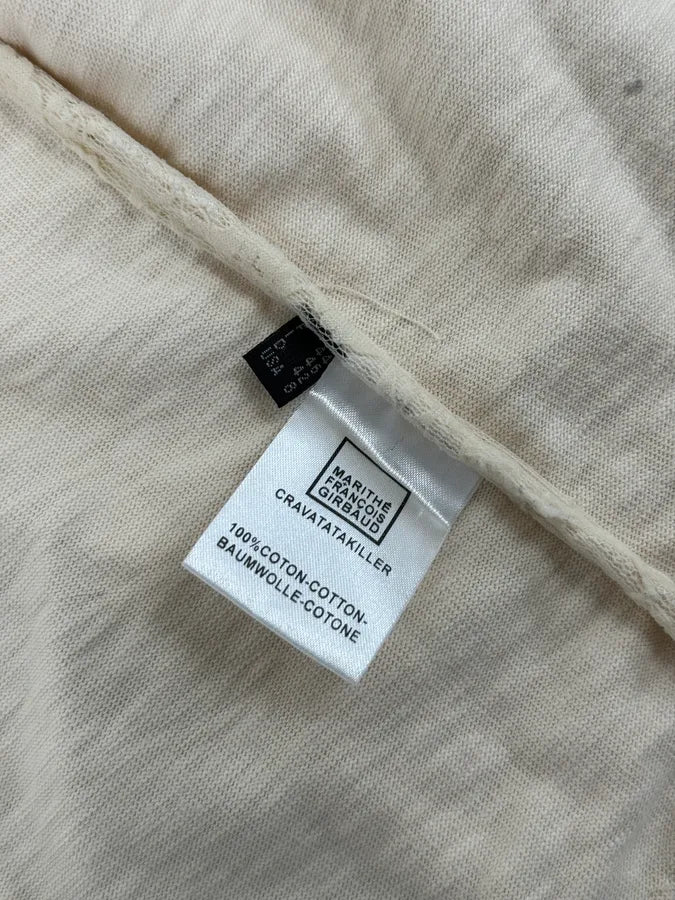 MARITHÉ
FRANÇOIS
GIRBAUD
CRAVATATAKILLER
100%COTON-COTTON-
BAUMWOLLE-COTONE